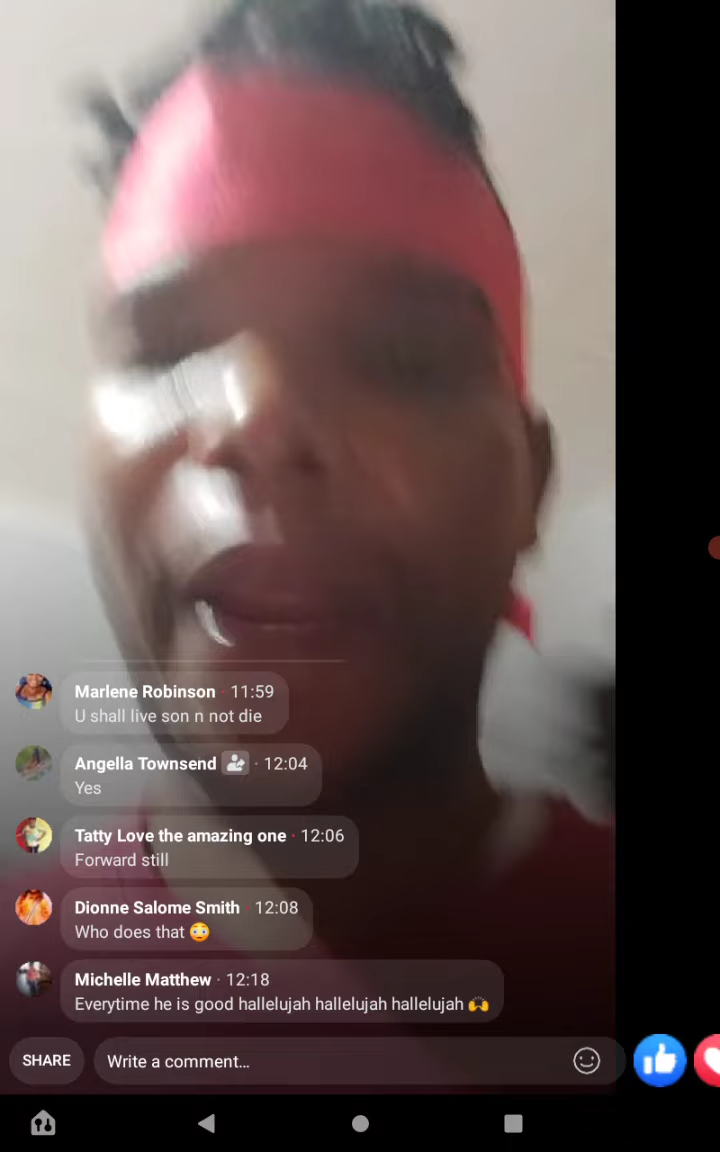 Marlene Robinson · 11:59
U shall live son n not die
Angella Townsend · 12:04
Yes
Tatty Love the amazing one · 12:06
Forward still
Dionne Salome Smith · 12:08
Who does that 😳
Michelle Matthew · 12:18
Everytime he is good hallelujah hallelujah hallelujah 🙌
SHARE
Write a comment...